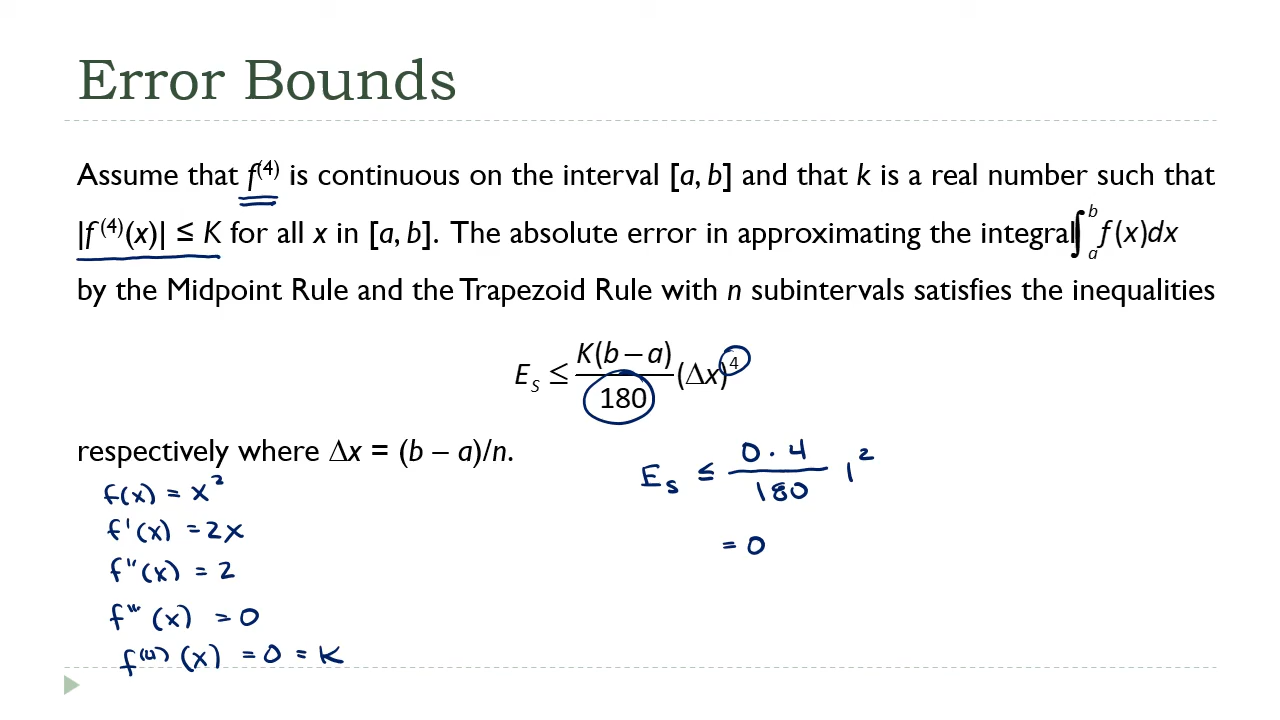 Error Bounds
Assume that f⁽⁴⁾ is continuous on the interval [a, b] and that k is a real number such that
|f⁽⁴⁾(x)| ≤ K for all x in [a, b]. The absolute error in approximating the integral ∫ₐᵇ f(x)dx
by the Midpoint Rule and the Trapezoid Rule with n subintervals satisfies the inequalities
E_S ≤ K(b – a)/180 (Δx)⁴
respectively where Δx = (b – a)/n.
f(x) = x²
f'(x) = 2x
f''(x) = 2
f'''(x) = 0
f⁽⁴⁾(x) = 0 = K
E_S ≤ 0 · 4/180 1²
= 0